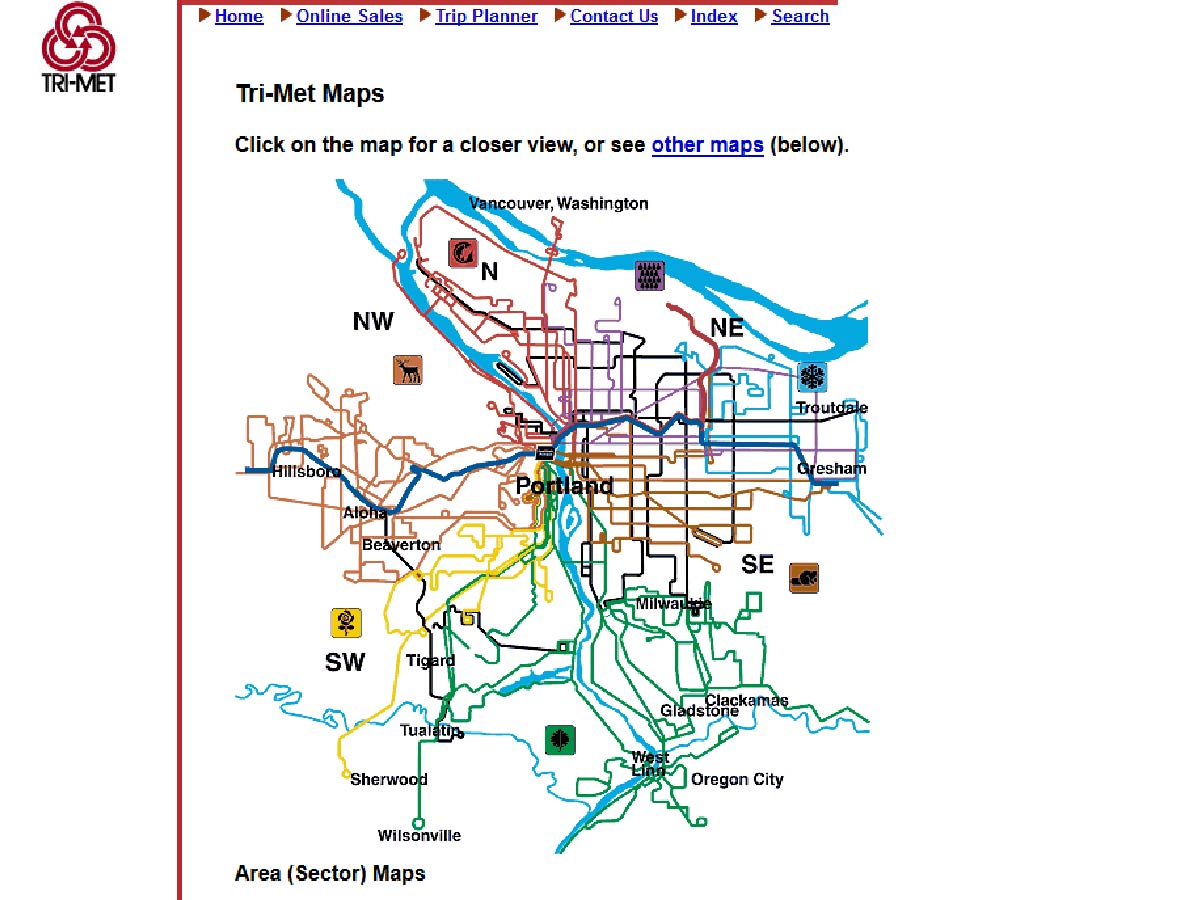 Home Online Sales Trip Planner Contact Us Index Search
TRI-MET
Tri-Met Maps
Click on the map for a closer view, or see other maps (below).
Vancouver, Washington
N
NW
NE
Troutdale
Hillsboro
Gresham
Portland
Aloha
Beaverton
SE
Milwaukie
SW
Tigard
Clackamas
Gladstone
Tualatin
West
Linn
Sherwood
Oregon City
Wilsonville
Area (Sector) Maps